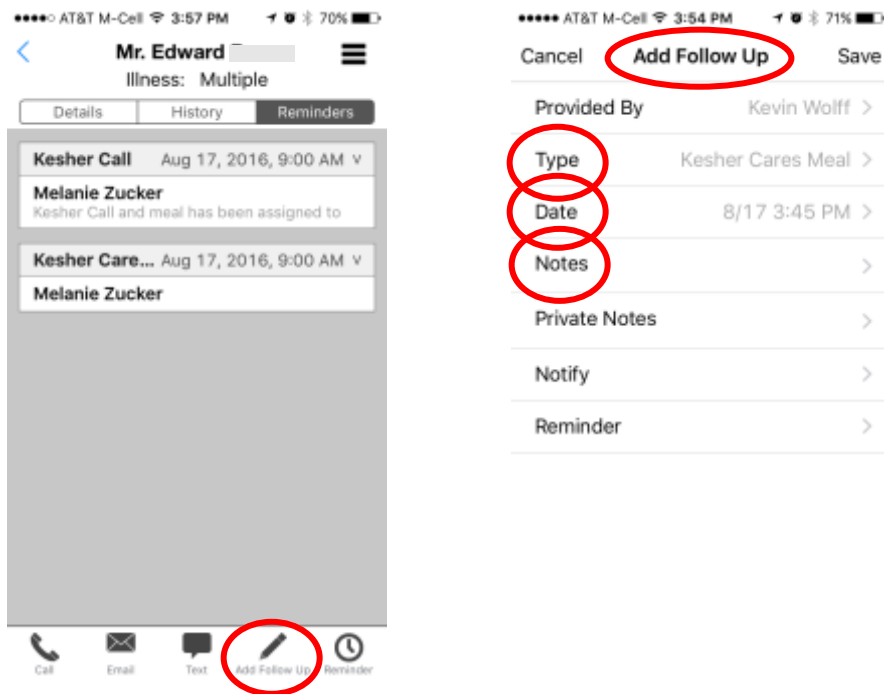 AT&T M-Cell 3:57 PM 70%
Mr. Edward
Illness: Multiple
Details History Reminders
Kesher Call Aug 17, 2016, 9:00 AM v
Melanie Zucker
Kesher Call and meal has been assigned to
Kesher Care... Aug 17, 2016, 9:00 AM v
Melanie Zucker
Call Email Text Add Follow Up Reminder
AT&T M-Cell 3:54 PM 71%
Cancel Add Follow Up Save
Provided By Kevin Wolff >
Type Kesher Cares Meal >
Date 8/17 3:45 PM >
Notes >
Private Notes >
Notify >
Reminder >